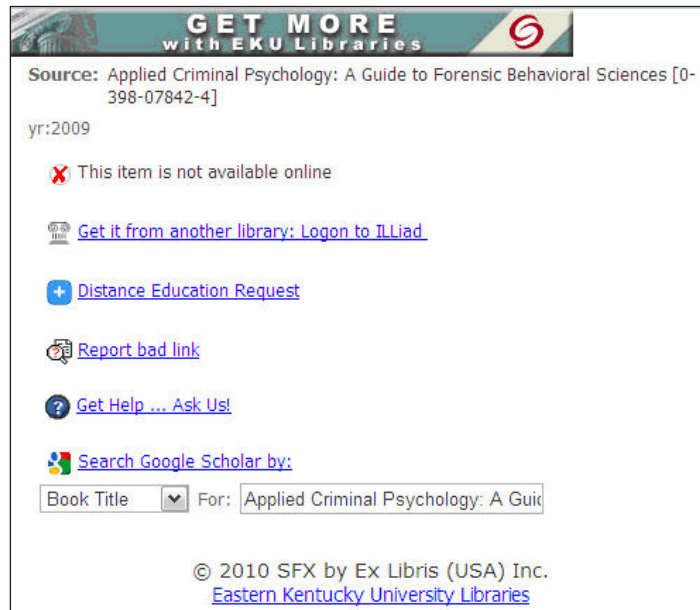 GET MORE
with EKU Libraries
Source: Applied Criminal Psychology: A Guide to Forensic Behavioral Sciences [0-
398-07842-4]
yr:2009
This item is not available online
Get it from another library: Logon to ILLiad
Distance Education Request
Report bad link
Get Help ... Ask Us!
Search Google Scholar by:
Book Title For: Applied Criminal Psychology: A Guid
© 2010 SFX by Ex Libris (USA) Inc.
Eastern Kentucky University Libraries